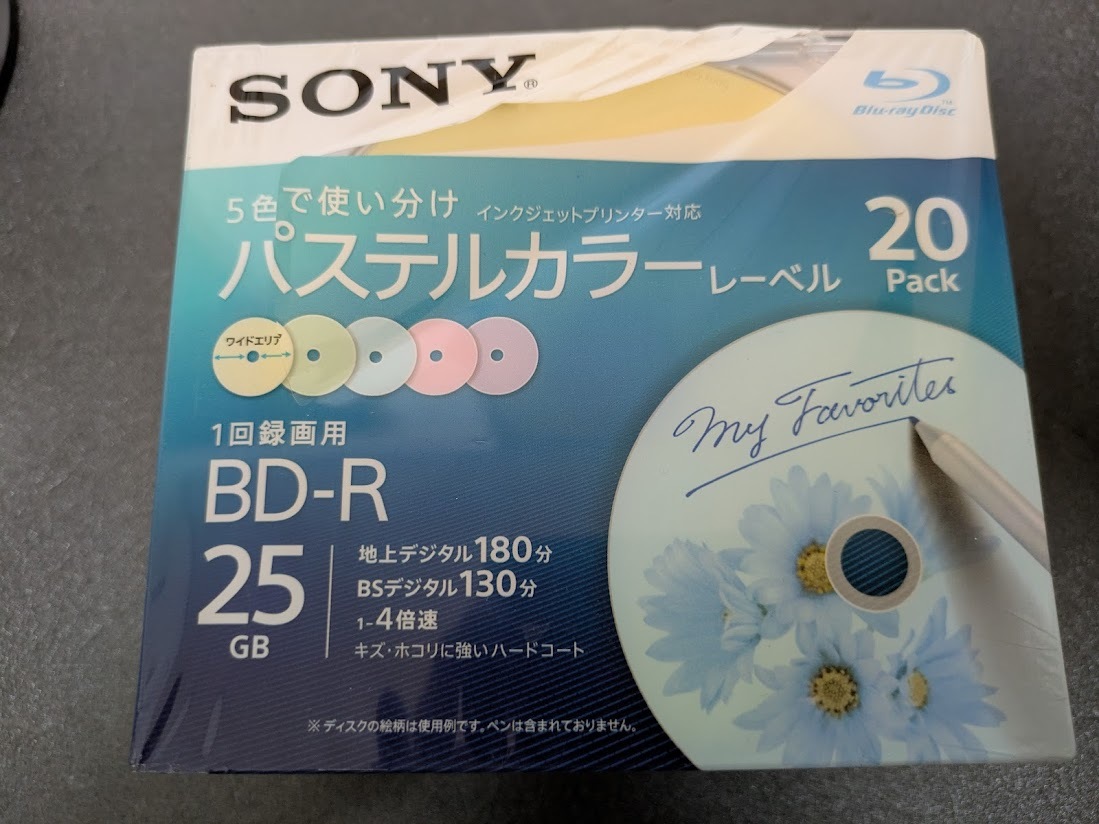 SONY®
Blu-ray Disc™
5色で使い分け インクジェットプリンター対応
パステルカラーレーベル
20
Pack
ワイドエリア
My Favorites
1回録画用
BD-R
25
GB
地上デジタル180分
BSデジタル130分
1-4倍速
キズ・ホコリに強いハードコート
※ディスクの絵柄は使用例です。ペンは含まれておりません。